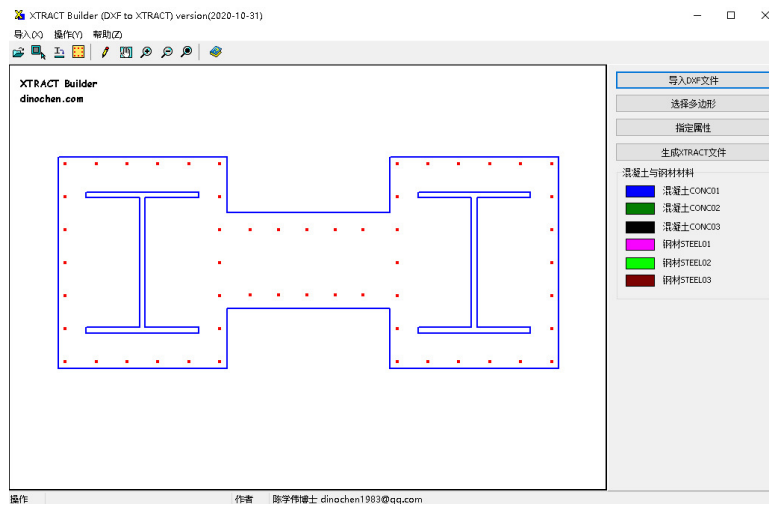 XTRACT Builder (DXF to XTRACT) version(2020-10-31)
导入(X) 操作(Y) 帮助(Z)
XTRACT Builder
dinochen.com
导入DXF文件
选择多边形
指定属性
生成XTRACT文件
混凝土与钢材材料
混凝土CONC01
混凝土CONC02
混凝土CONC03
钢材STEEL01
钢材STEEL02
钢材STEEL03
操作 作者 陈学伟博士 dinochen1983@qq.com